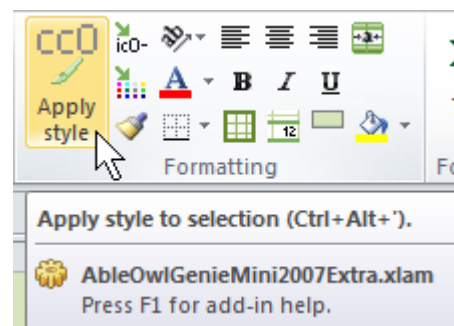 ccO
icO-
Apply
style
A
B I U
12
Formatting
Fo
Apply style to selection (Ctrl+Alt+').
AbleOwlGenieMini2007Extra.xlam
Press F1 for add-in help.